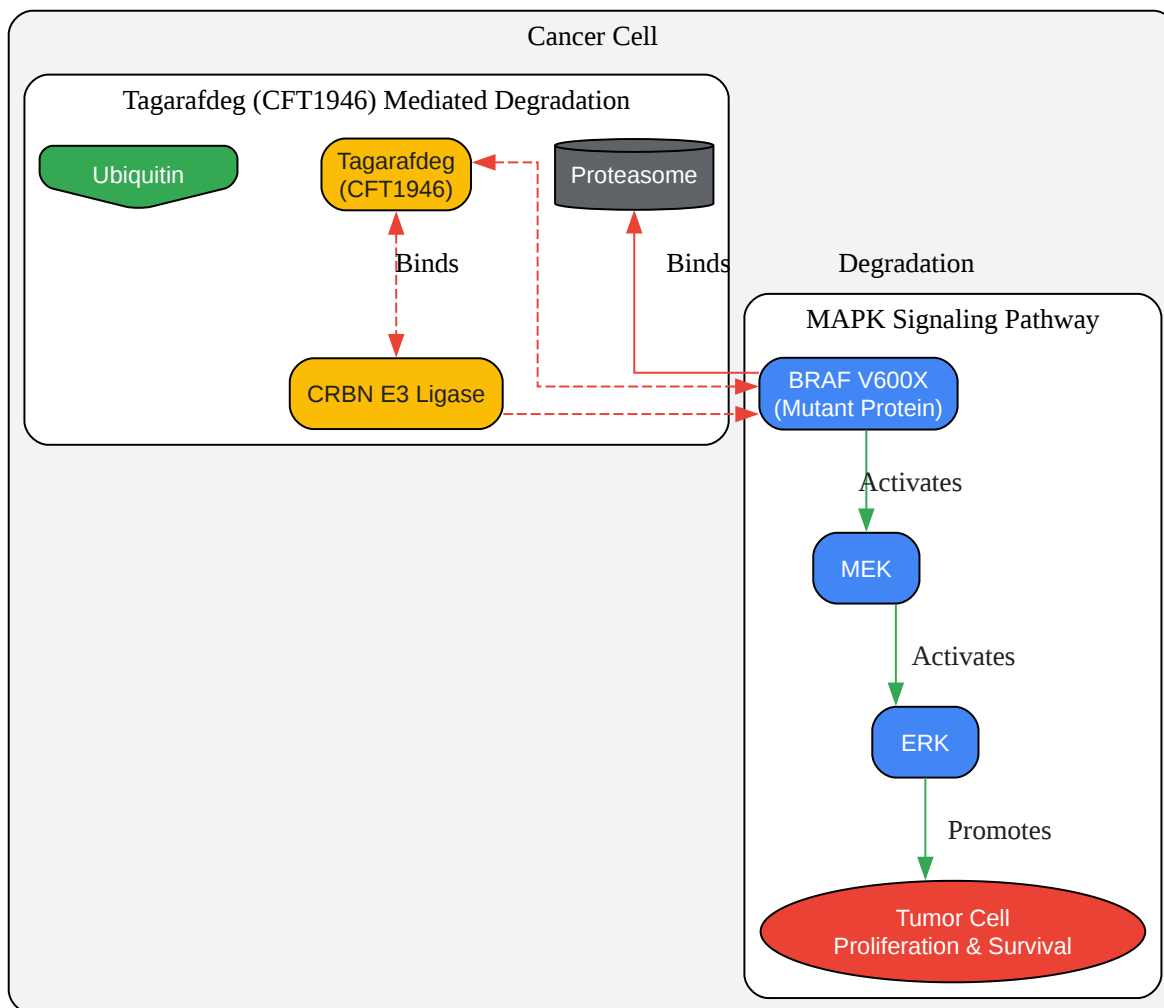 Cancer Cell
Tagarafdeg (CFT1946) Mediated Degradation
Ubiquitin
Tagarafdeg
(CFT1946)
Proteasome
Binds
Binds
Degradation
MAPK Signaling Pathway
CRBN E3 Ligase
BRAF V600X
(Mutant Protein)
Activates
MEK
Activates
ERK
Promotes
Tumor Cell
Proliferation & Survival